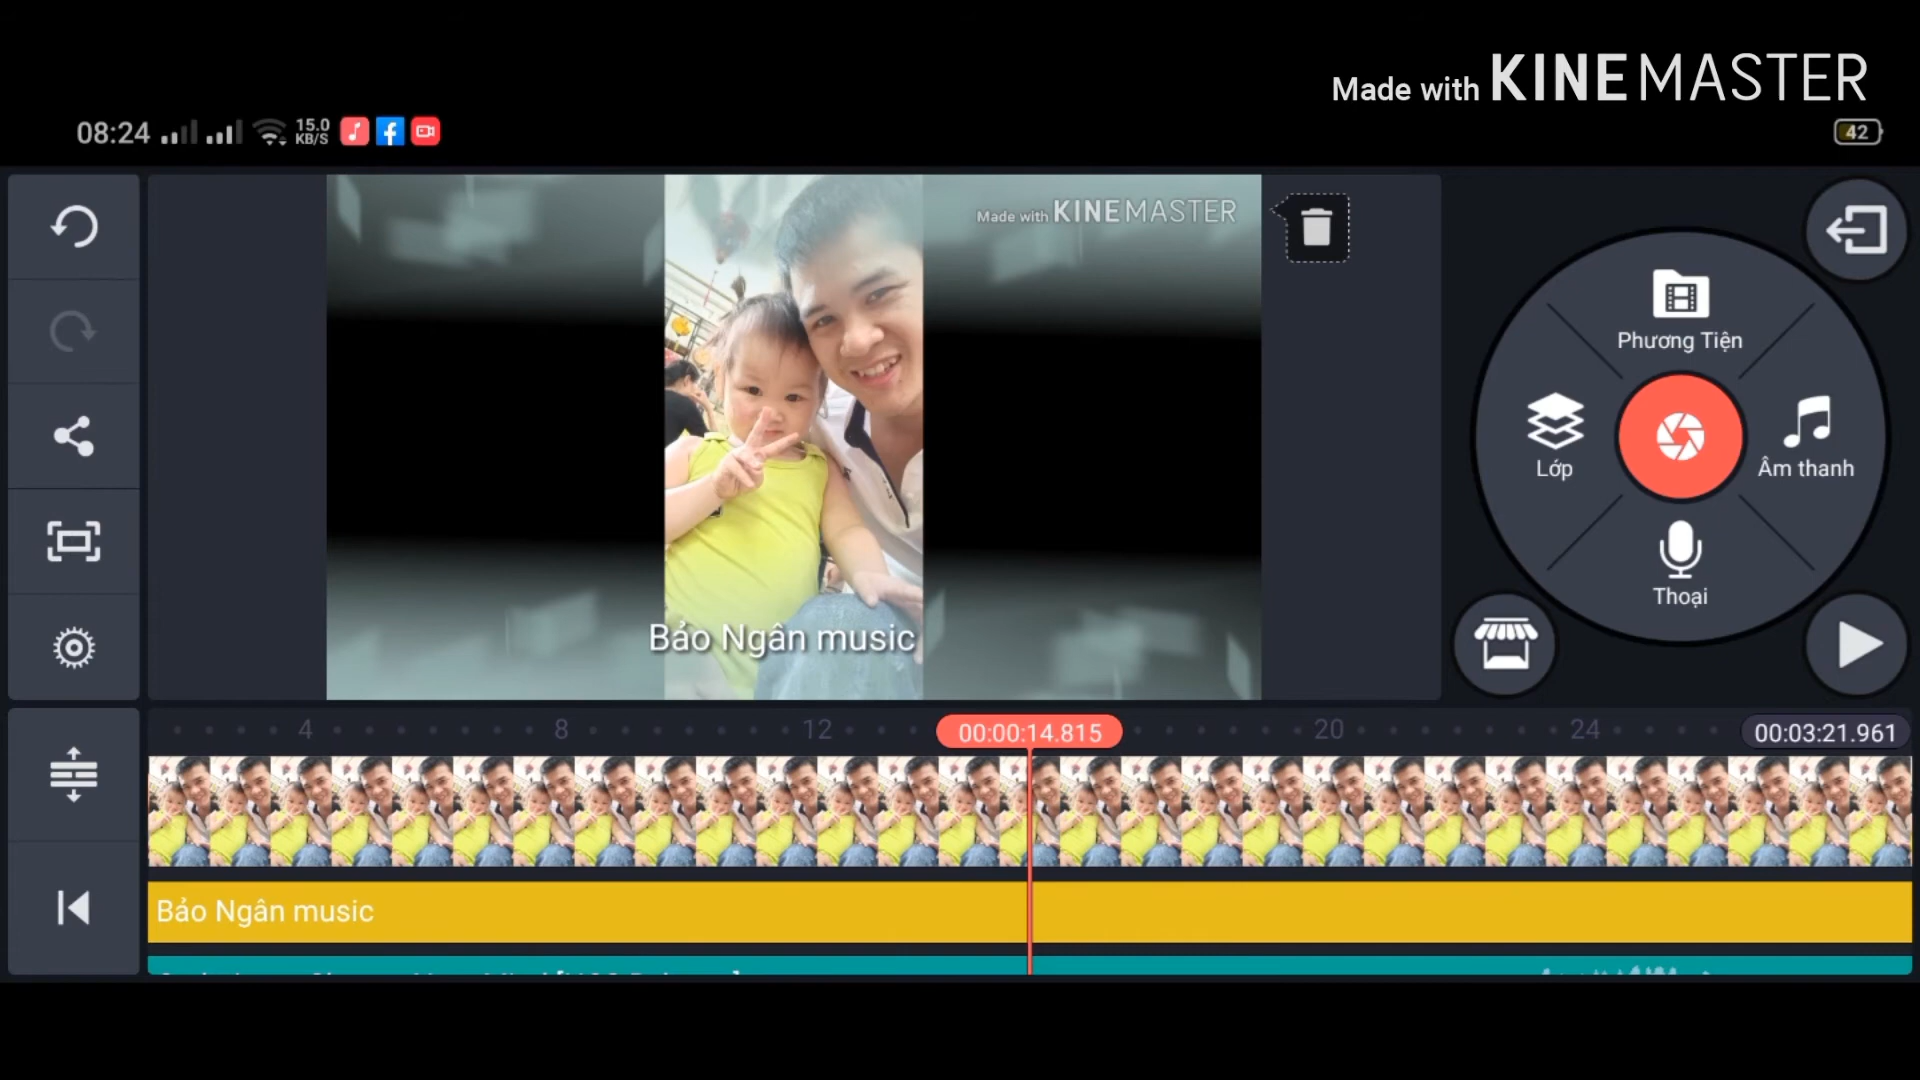 Made with KINEMASTER
08:24 15.0 KB/S 42
Made with KINEMASTER
Phương Tiện
Lớp
Âm thanh
Thoại
Bảo Ngân music
4 8 12 00:00:14.815 20 24 00:03:21.961
Bảo Ngân music